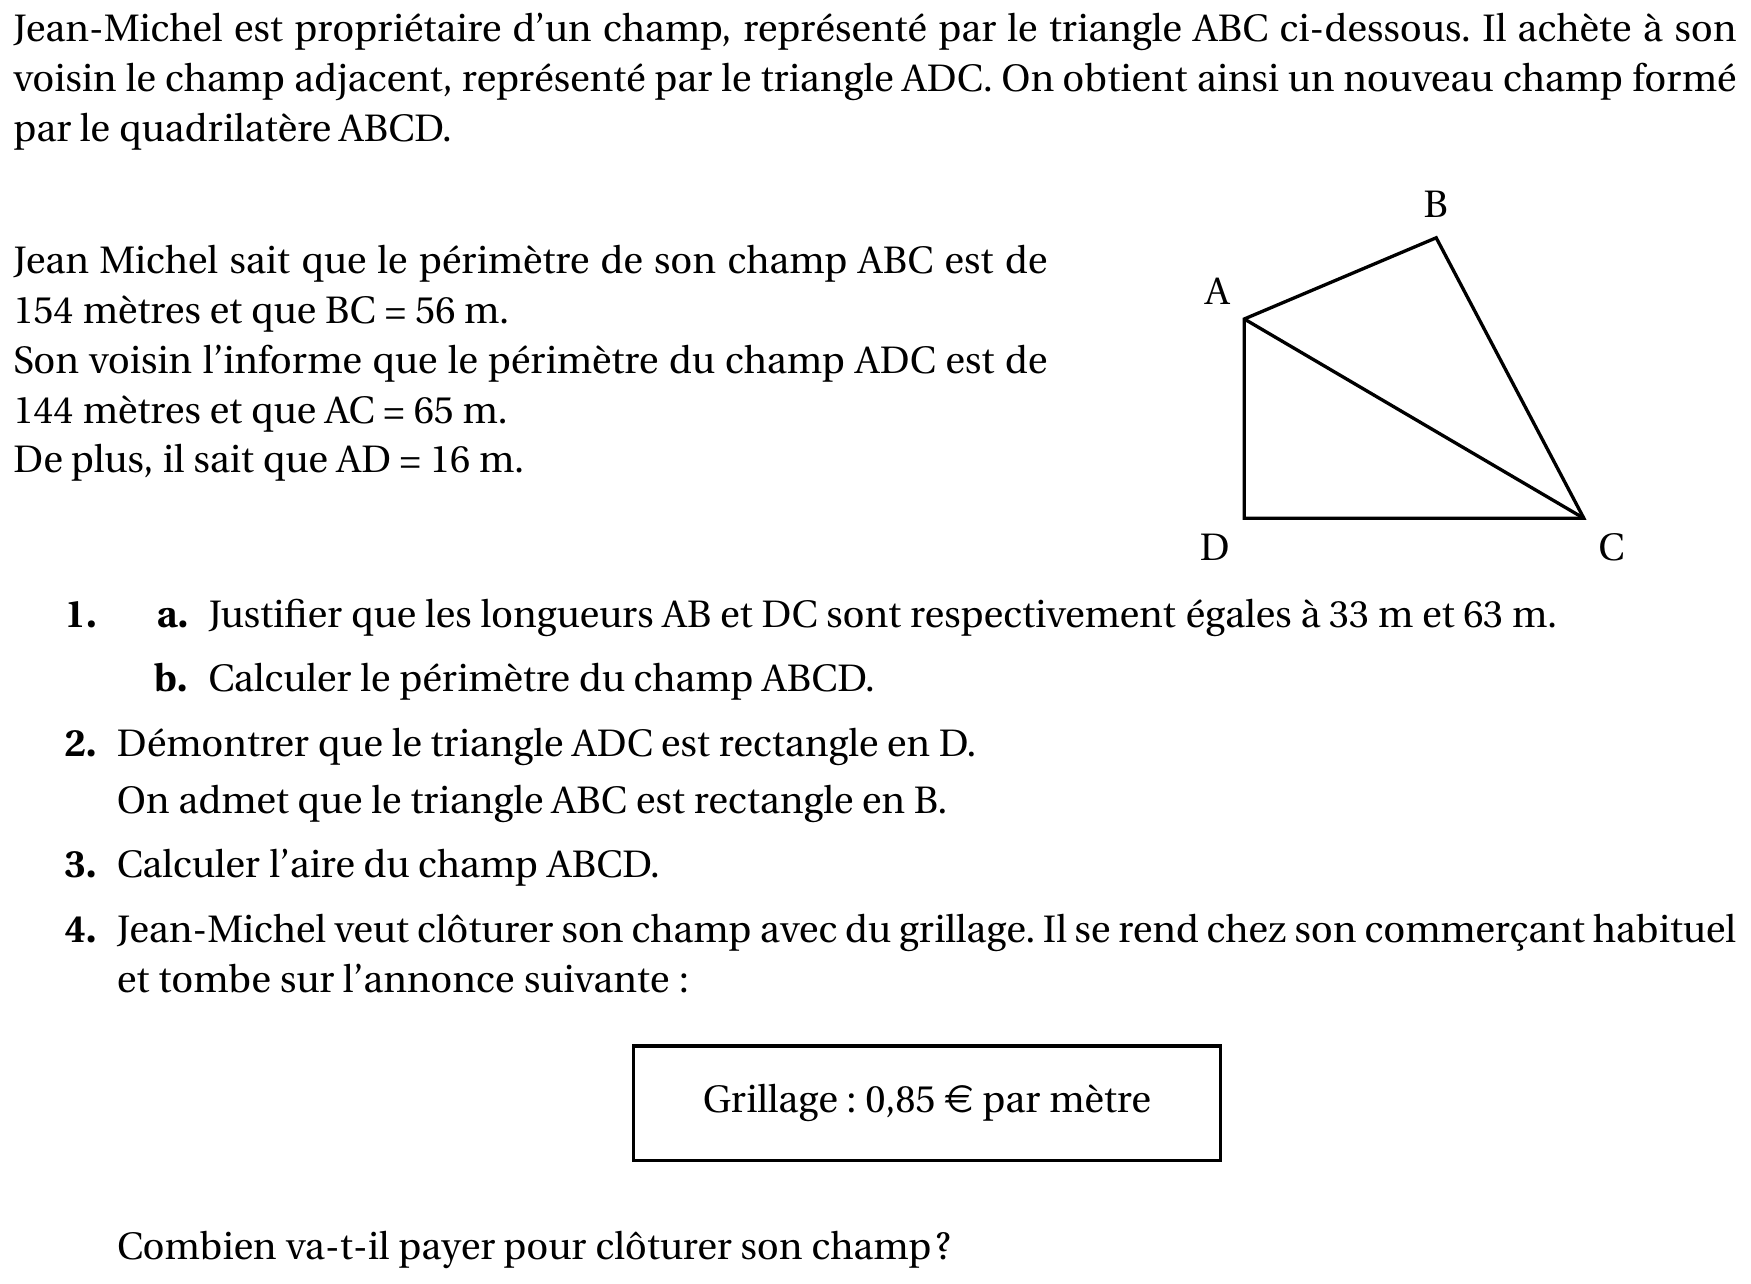 Jean-Michel est propriétaire d'un champ, représenté par le triangle ABC ci-dessous. Il achète à son
voisin le champ adjacent, représenté par le triangle ADC. On obtient ainsi un nouveau champ formé
par le quadrilatère ABCD.
Jean Michel sait que le périmètre de son champ ABC est de
154 mètres et que BC = 56 m.
Son voisin l'informe que le périmètre du champ ADC est de
144 mètres et que AC = 65 m.
De plus, il sait que AD = 16 m.
B
A
D
C
1. a. Justifier que les longueurs AB et DC sont respectivement égales à 33 m et 63 m.
b. Calculer le périmètre du champ ABCD.
2. Démontrer que le triangle ADC est rectangle en D.
On admet que le triangle ABC est rectangle en B.
3. Calculer l'aire du champ ABCD.
4. Jean-Michel veut clôturer son champ avec du grillage. Il se rend chez son commerçant habituel
et tombe sur l'annonce suivante :
Grillage : 0,85 € par mètre
Combien va-t-il payer pour clôturer son champ ?